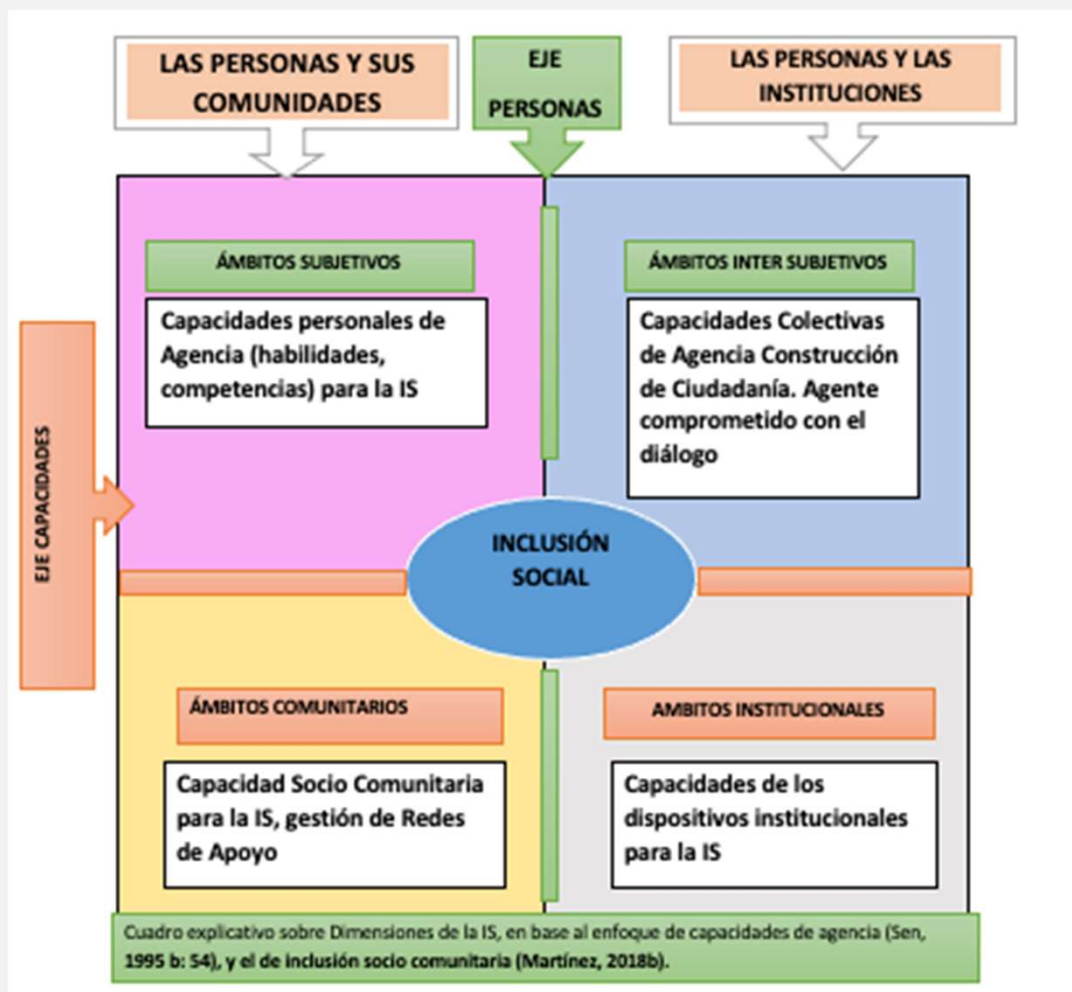 LAS PERSONAS Y SUS
COMUNIDADES
EJE
PERSONAS
LAS PERSONAS Y LAS
INSTITUCIONES
EJE CAPACIDADES
ÁMBITOS SUBJETIVOS
Capacidades personales de
Agencia (habilidades,
competencias) para la IS
ÁMBITOS INTER SUBJETIVOS
Capacidades Colectivas
de Agencia Construcción
de Ciudadanía. Agente
comprometido con el
diálogo
INCLUSIÓN
SOCIAL
ÁMBITOS COMUNITARIOS
Capacidad Socio Comunitaria
para la IS, gestión de Redes
de Apoyo
AMBITOS INSTITUCIONALES
Capacidades de los
dispositivos institucionales
para la IS
Cuadro explicativo sobre Dimensiones de la IS, en base al enfoque de capacidades de agencia (Sen,
1995 b: 54), y el de inclusión socio comunitaria (Martínez, 2018b).